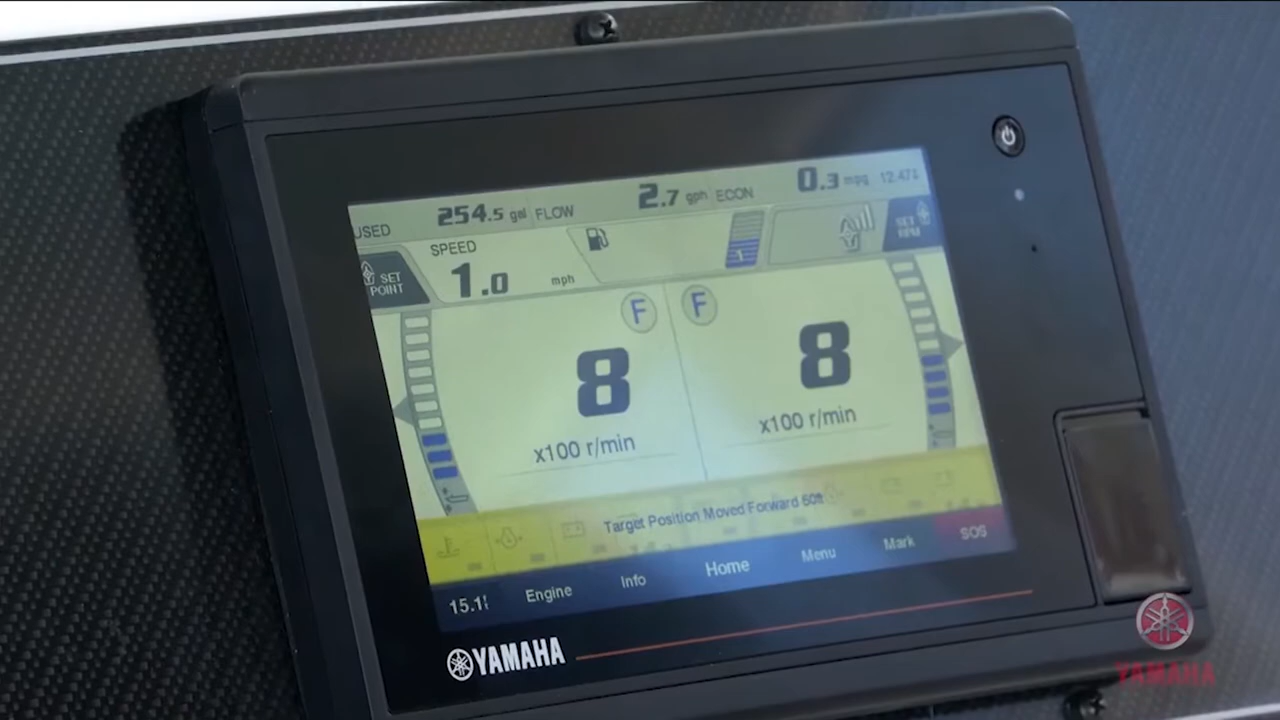 USED 254.5 gal FLOW 2.7 gph ECON 0.3 mpg
SET POINT
SPEED
1.0 mph
SET RPM
F F
8 8
x100 r/min x100 r/min
Target Position Moved Forward 60ft
Engine Info Home Menu Mark SOS
YAMAHA
YAMAHA